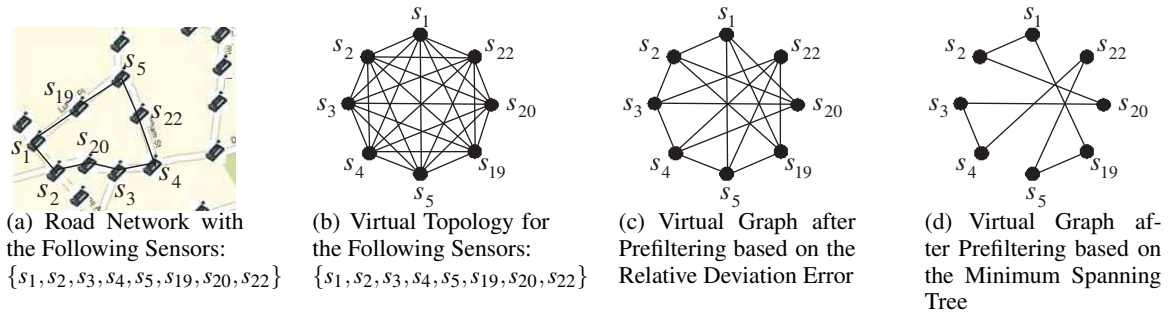 s5
s19
s22
s1
s20
s2
s3
s4
(a) Road Network with
the Following Sensors:
{s1,s2,s3,s4,s5,s19,s20,s22}
s1
s2
s22
s3
s20
s4
s19
s5
(b) Virtual Topology for
the Following Sensors:
{s1,s2,s3,s4,s5,s19,s20,s22}
s1
s2
s22
s3
s20
s4
s19
s5
(c) Virtual Graph after
Prefiltering based on the
Relative Deviation Error
s1
s2
s22
s3
s20
s4
s19
s5
(d) Virtual Graph af-
ter Prefiltering based on
the Minimum Spanning
Tree